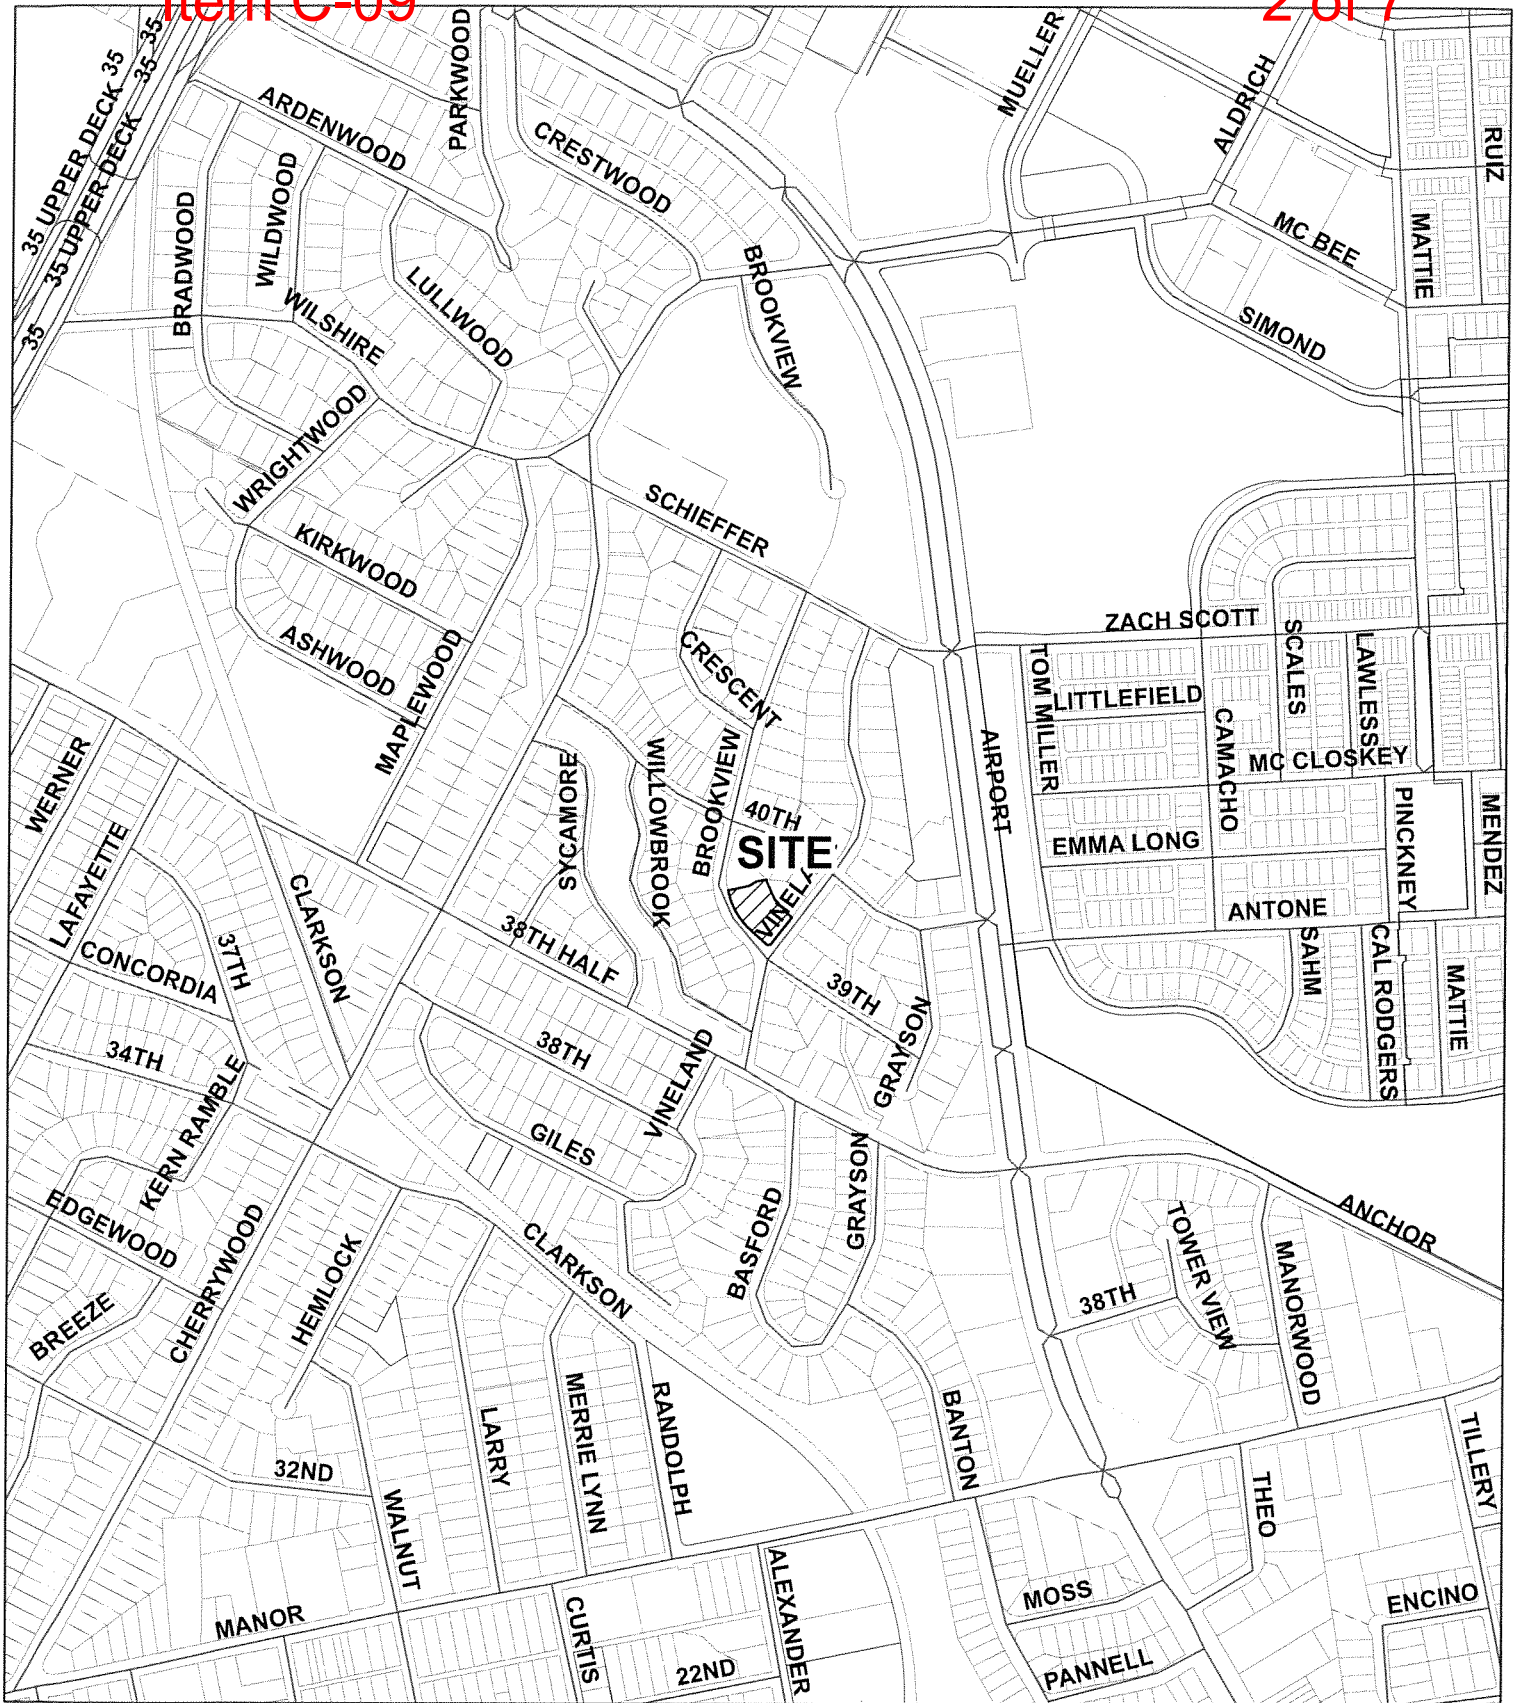 Item C-09
2 of 7
35
35
35
35 UPPER DECK
35 UPPER DECK
35
PARKWOOD
ARDENWOOD
CRESTWOOD
MUELLER
ALDRICH
RUIZ
BRADWOOD
WILDWOOD
LULLWOOD
WILSHIRE
BROOKVIEW
MC BEE
MATTIE
SIMOND
WRIGHTWOOD
SCHIEFFER
KIRKWOOD
ASHWOOD
MAPLEWOOD
CRESCENT
ZACH SCOTT
TOM MILLER
LITTLEFIELD
SCALES
LAWLESS
CAMACHO
MC CLOSKEY
AIRPORT
WERNER
SYCAMORE
WILLOWBROOK
BROOKVIEW
40TH
SITE
EMMA LONG
PINCKNEY
MENDEZ
LAFAYETTE
CLARKSON
ANTONE
37TH
CONCORDIA
38TH HALF
39TH
GRAYSON
SAHM
CAL RODGERS
MATTIE
34TH
38TH
VINELAND
KERN RAMBLE
GILES
GRAYSON
EDGEWOOD
CHERRYWOOD
HEMLOCK
CLARKSON
BASFORD
TOWER VIEW
ANCHOR
MANORWOOD
38TH
BREEZE
LARRY
MERRIE LYNN
RANDOLPH
BANTON
TILLERY
32ND
WALNUT
THEO
MANOR
CURTIS
ALEXANDER
22ND
MOSS
PANNELL
ENCINO